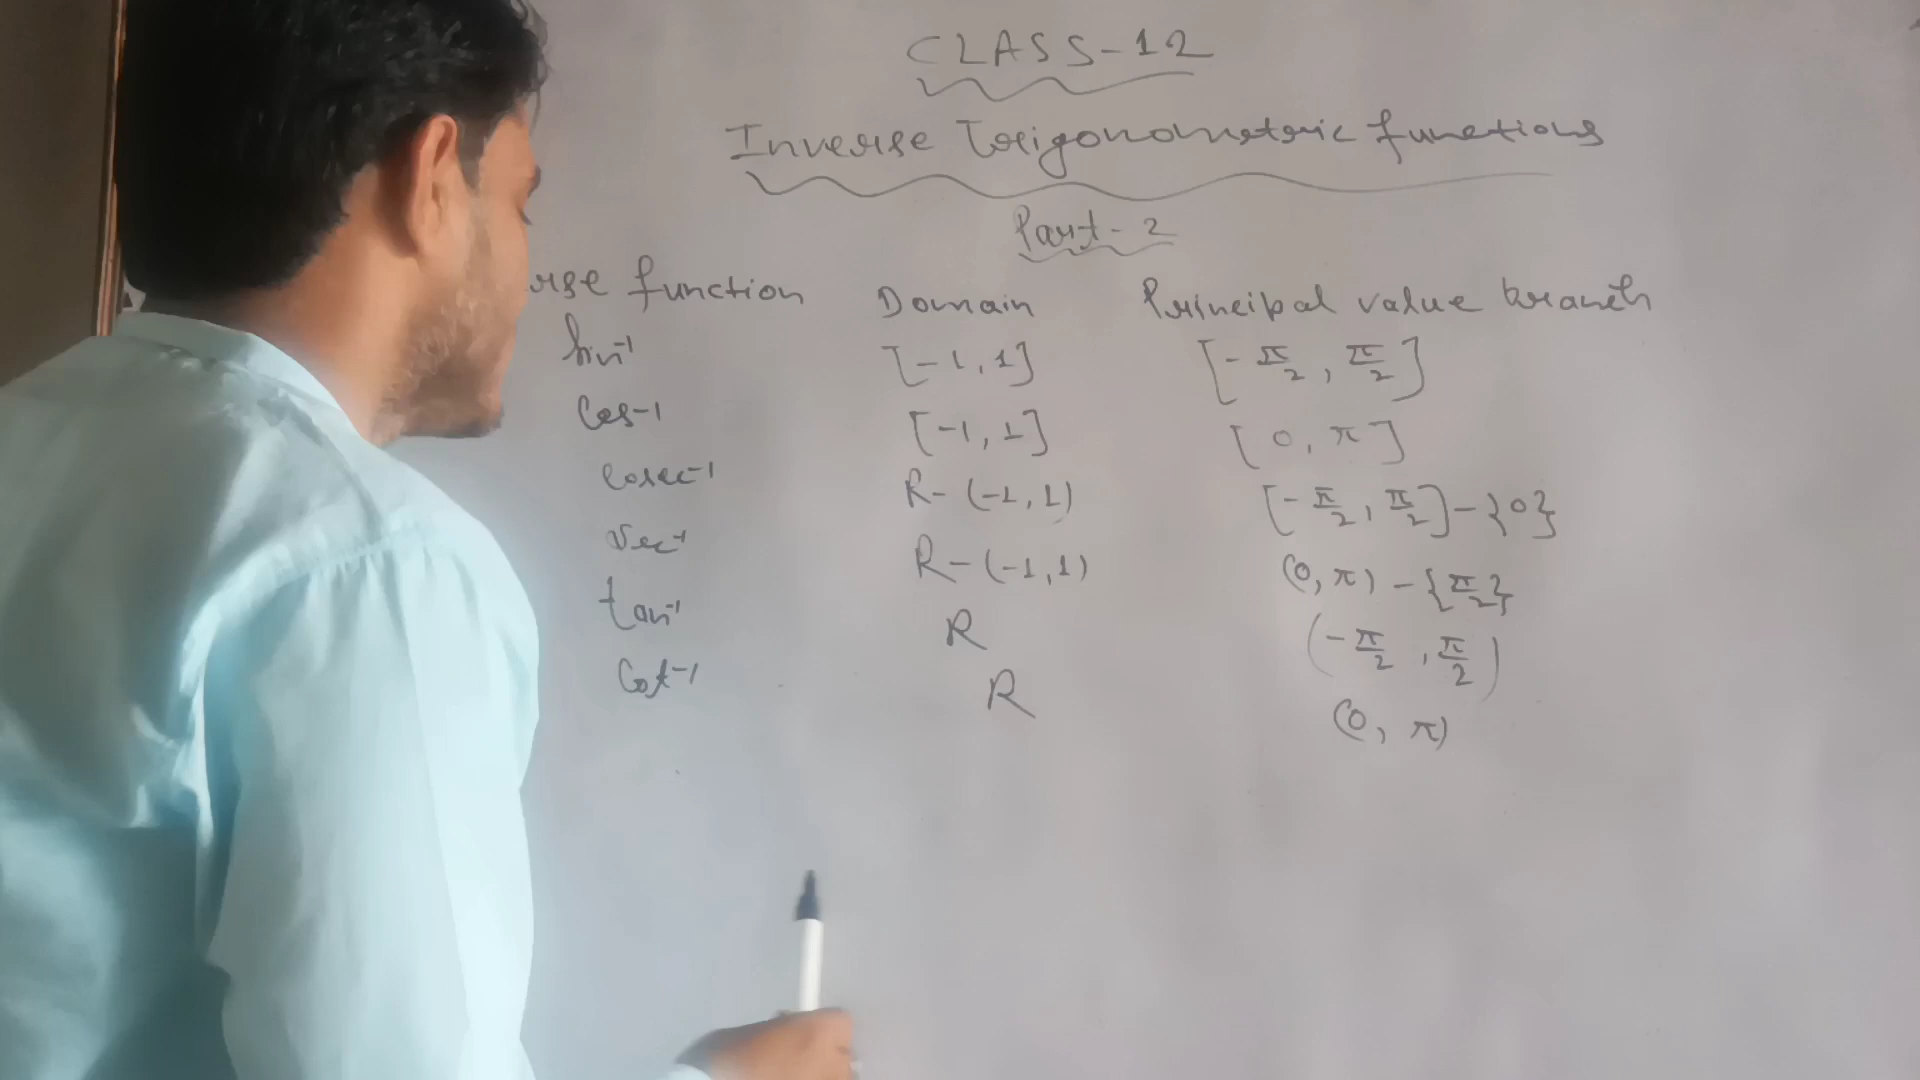 CLASS-12
Inverse Trigonometric functions
Part-2
function Domain Principal value branch
Sin⁻¹ [-1,1] [-π/2, π/2]
Cos⁻¹ [-1,1] [0, π]
Cosec⁻¹ R-(-1,1) [-π/2, π/2]-{0}
Sec⁻¹ R-(-1,1) (0, π)-{π/2}
tan⁻¹ R (-π/2, π/2)
Cot⁻¹ R (0, π)